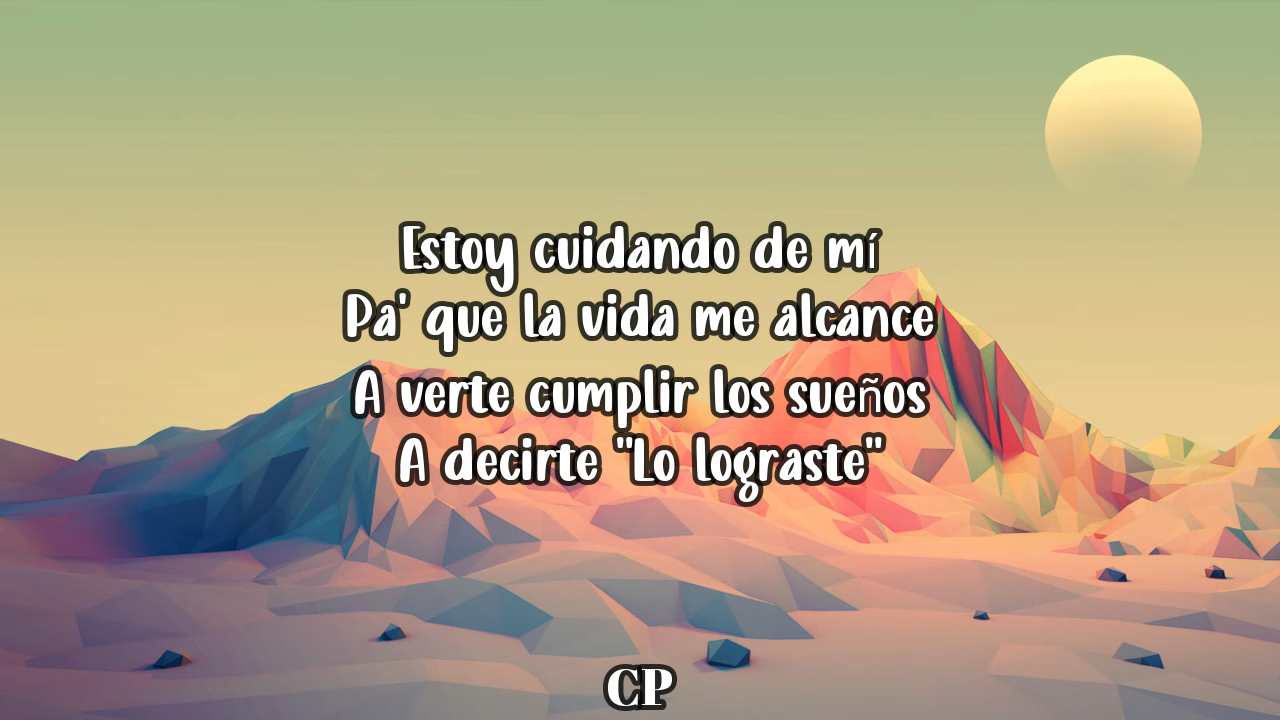 Estoy cuidando de mí
Pa' que la vida me alcance
A verte cumplir los sueños
A decirte "Lo lograste"
CP